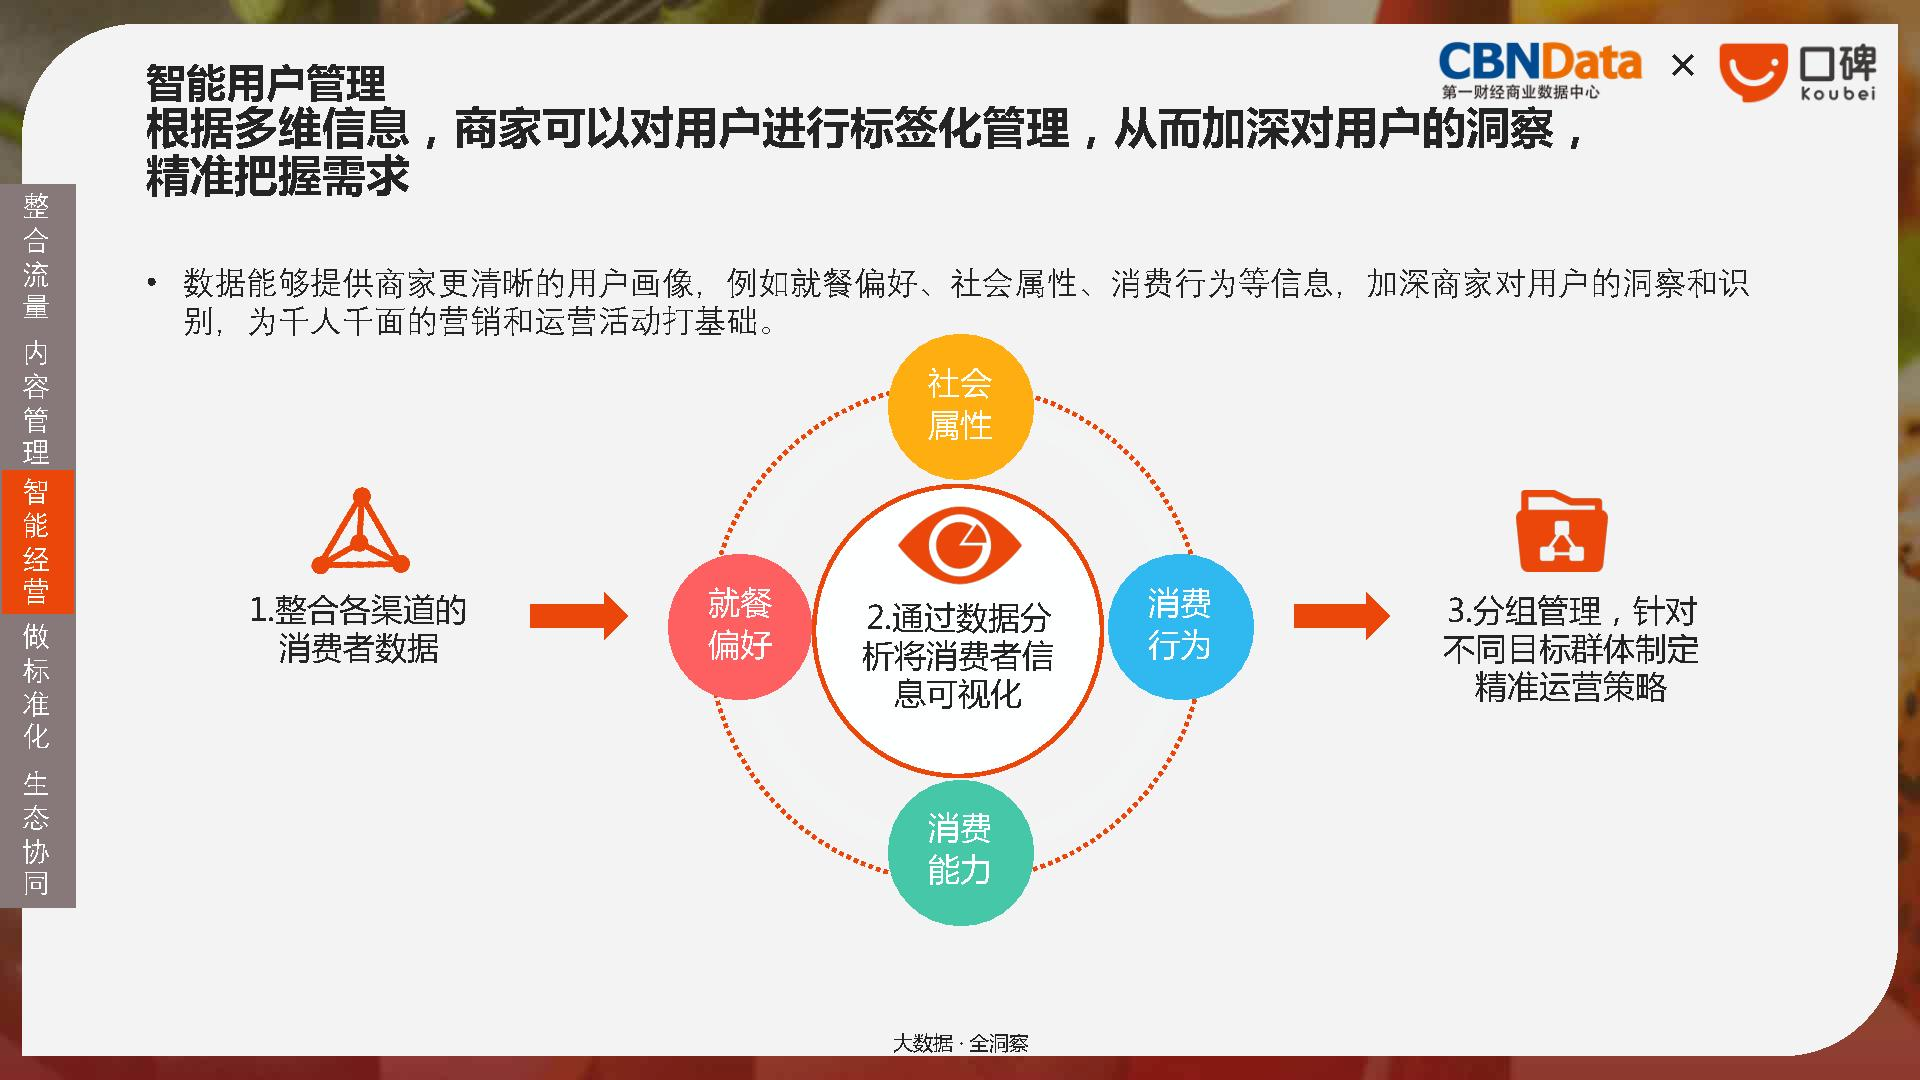 CBNData
第一财经商业数据中心
×
口碑
Koubei
智能用户管理
根据多维信息，商家可以对用户进行标签化管理，从而加深对用户的洞察，
精准把握需求
整合流量
内容管理
智能经营
做标准化
生态协同
• 数据能够提供商家更清晰的用户画像，例如就餐偏好、社会属性、消费行为等信息，加深商家对用户的洞察和识
别，为千人千面的营销和运营活动打基础。
社会
属性
1.整合各渠道的
消费者数据
就餐
偏好
2.通过数据分
析将消费者信
息可视化
消费
行为
3.分组管理，针对
不同目标群体制定
精准运营策略
消费
能力
大数据·全洞察